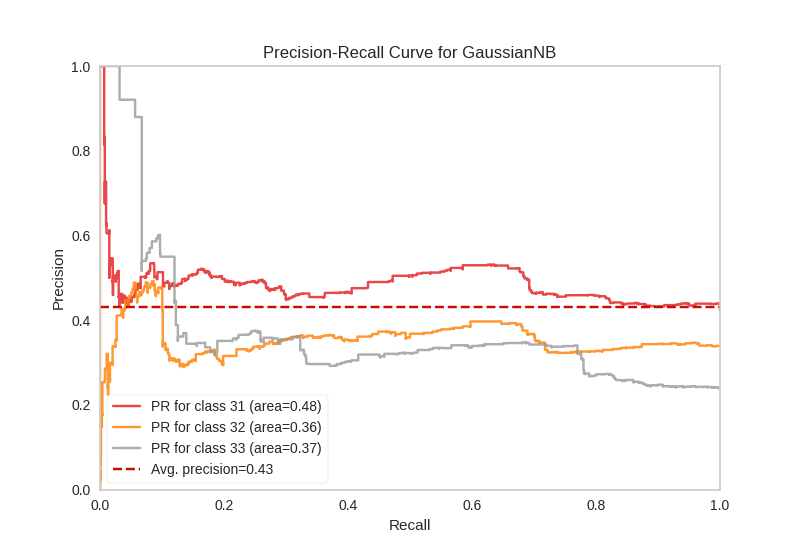 Precision-Recall Curve for GaussianNB
1.0
0.8
0.6
0.4
0.2
0.0
Precision
PR for class 31 (area=0.48)
PR for class 32 (area=0.36)
PR for class 33 (area=0.37)
Avg. precision=0.43
0.0 0.2 0.4 0.6 0.8 1.0
Recall